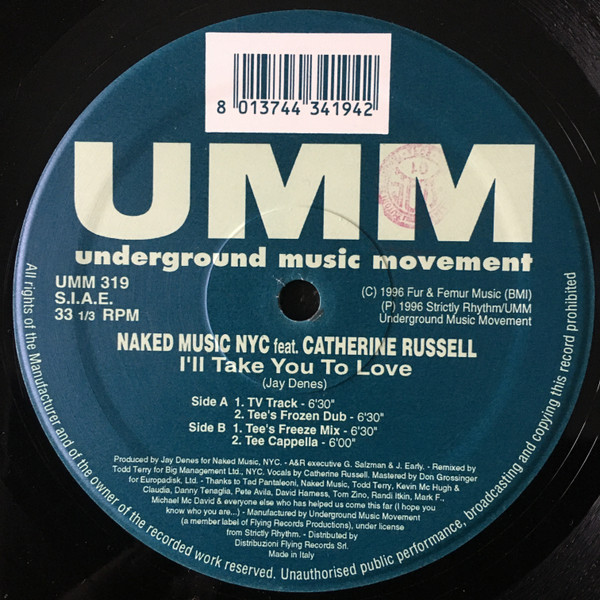 8 013744 341942
UMM
underground music movement
UMM 319
S.I.A.E.
33 1/3 RPM
(C) 1996 Fur & Femur Music (BMI)
(P) 1996 Strictly Rhythm/UMM
Underground Music Movement
NAKED MUSIC NYC feat. CATHERINE RUSSELL
I'll Take You To Love
(Jay Denes)
Side A 1. TV Track - 6'30"
2. Tee's Frozen Dub - 6'30"
Side B 1. Tee's Freeze Mix - 6'30"
2. Tee Cappella - 6'00"
Produced by Jay Denes for Naked Music, NYC. - A&R executive G. Salzman & J. Early. - Remixed by
Todd Terry for Big Management Ltd., NYC. Vocals by Catherine Russell. Mastered by Don Grossinger
for Europadisk, Ltd. - Thanks to Tad Pantaleoni, Naked Music, Todd Terry, Kevin Mc Hugh &
Claudia, Danny Tenaglia, Pete Avila, David Harness, Tom Zino, Randi Itkin, Mark F.,
Michael Mc David & everyone else who has helped us come this far (I hope you
know who you are...) - Manufactured by Underground Music Movement
(a member label of Flying Records Productions), under license
from Strictly Rhythm. - Distributed by
Distribuzioni Flying Records Srl.
Made in Italy
All rights of the Manufacturer and of the owner of the recorded work reserved. Unauthorised public performance, broadcasting and copying this record prohibited